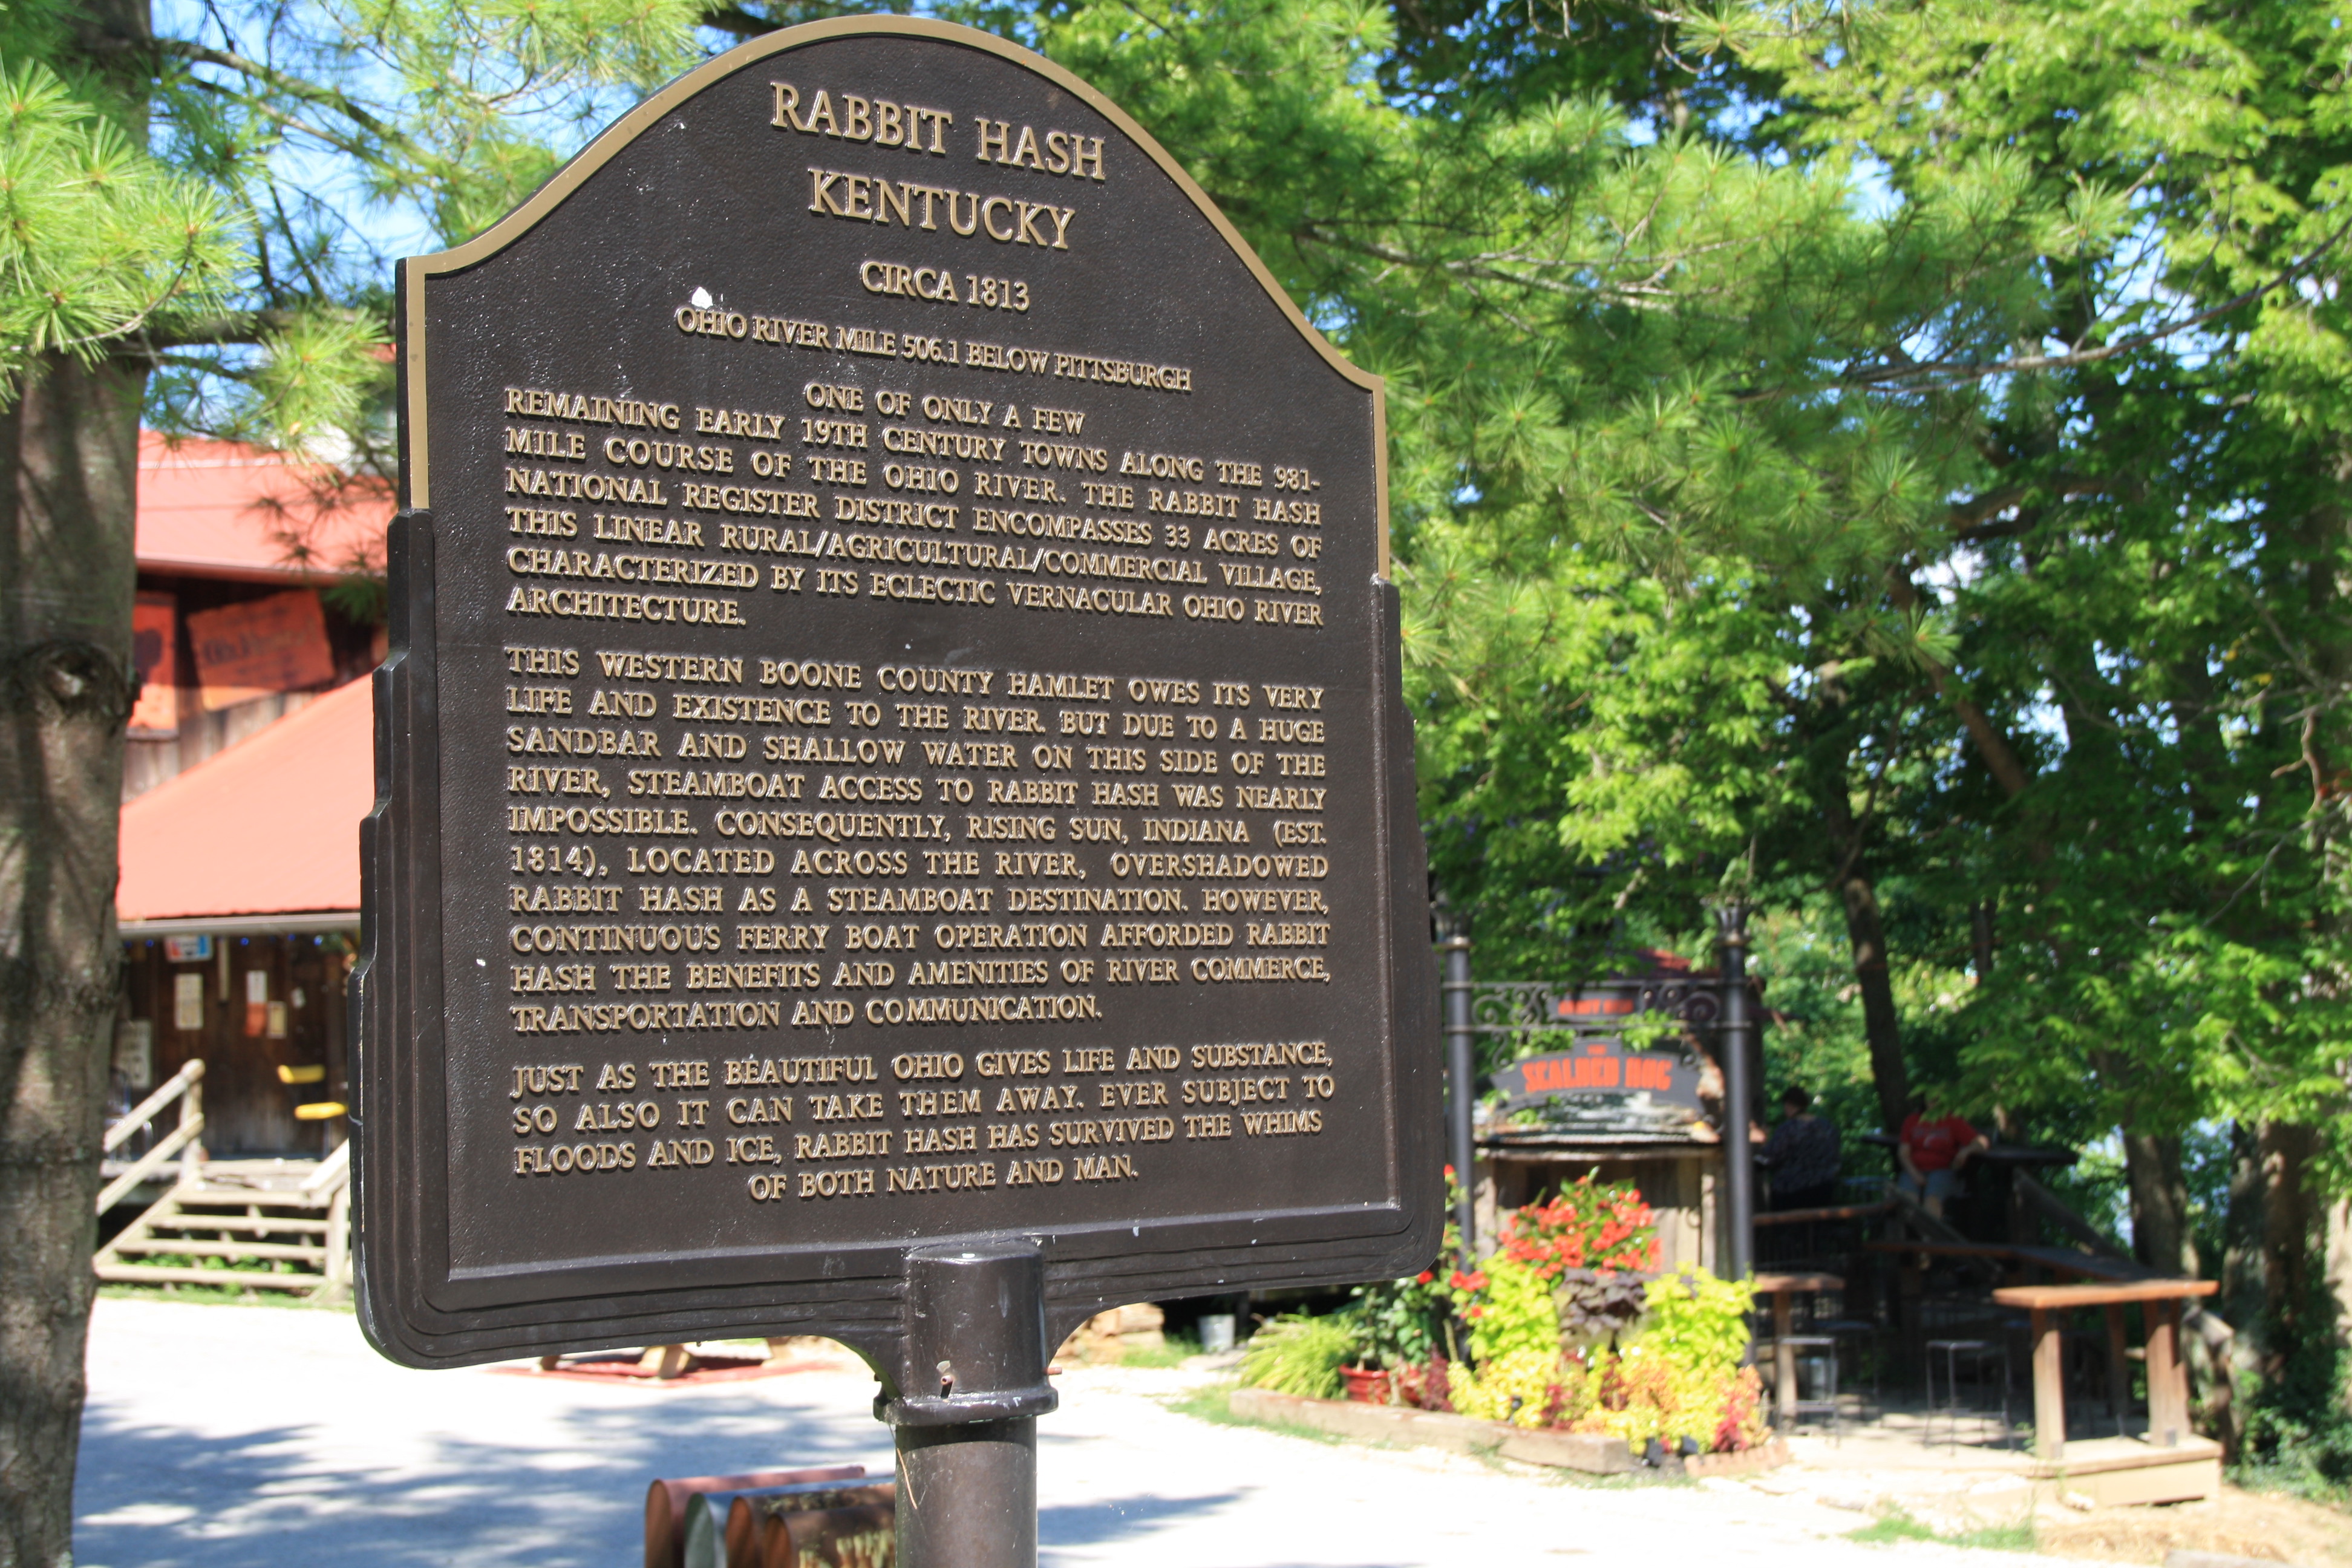 RABBIT HASH
KENTUCKY
CIRCA 1813
OHIO RIVER MILE 506.1 BELOW PITTSBURGH
ONE OF ONLY A FEW
REMAINING EARLY 19TH CENTURY TOWNS ALONG THE 981-
MILE COURSE OF THE OHIO RIVER. THE RABBIT HASH
NATIONAL REGISTER DISTRICT ENCOMPASSES 33 ACRES OF
THIS LINEAR RURAL/AGRICULTURAL/COMMERCIAL VILLAGE,
CHARACTERIZED BY ITS ECLECTIC VERNACULAR OHIO RIVER
ARCHITECTURE.
THIS WESTERN BOONE COUNTY HAMLET OWES ITS VERY
LIFE AND EXISTENCE TO THE RIVER. BUT DUE TO A HUGE
SANDBAR AND SHALLOW WATER ON THIS SIDE OF THE
RIVER, STEAMBOAT ACCESS TO RABBIT HASH WAS NEARLY
IMPOSSIBLE. CONSEQUENTLY, RISING SUN, INDIANA (EST.
1814), LOCATED ACROSS THE RIVER, OVERSHADOWED
RABBIT HASH AS A STEAMBOAT DESTINATION. HOWEVER,
CONTINUOUS FERRY BOAT OPERATION AFFORDED RABBIT
HASH THE BENEFITS AND AMENITIES OF RIVER COMMERCE,
TRANSPORTATION AND COMMUNICATION.
JUST AS THE BEAUTIFUL OHIO GIVES LIFE AND SUBSTANCE,
SO ALSO IT CAN TAKE THEM AWAY. EVER SUBJECT TO
FLOODS AND ICE, RABBIT HASH HAS SURVIVED THE WHIMS
OF BOTH NATURE AND MAN.
SCALDED HOG